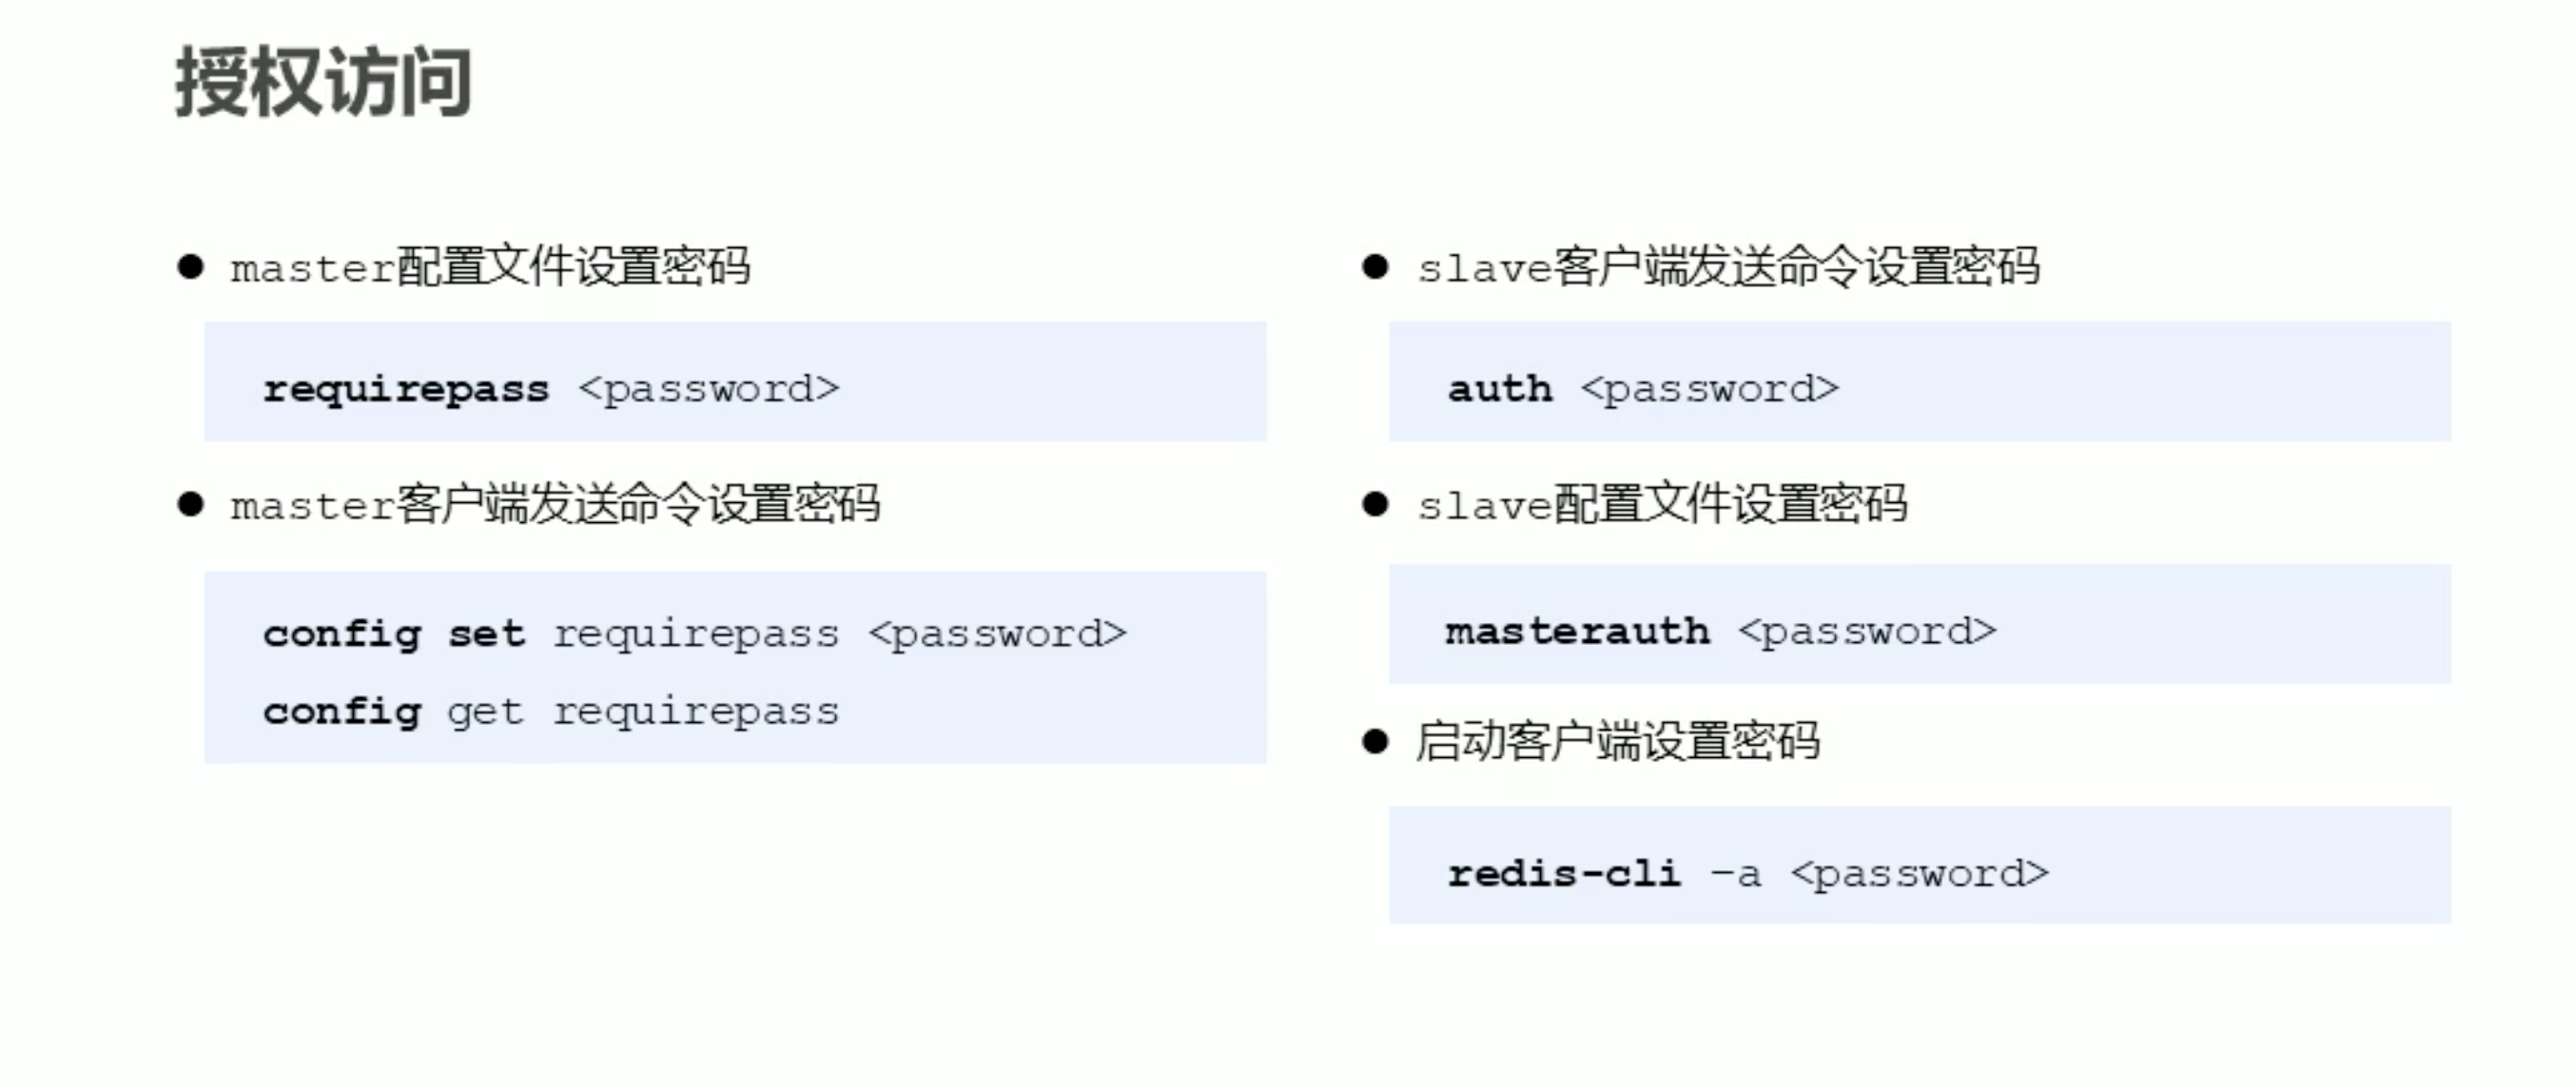 授权访问
● master配置文件设置密码
requirepass <password>
● master客户端发送命令设置密码
config set requirepass <password>
config get requirepass
● slave客户端发送命令设置密码
auth <password>
● slave配置文件设置密码
masterauth <password>
● 启动客户端设置密码
redis-cli –a <password>